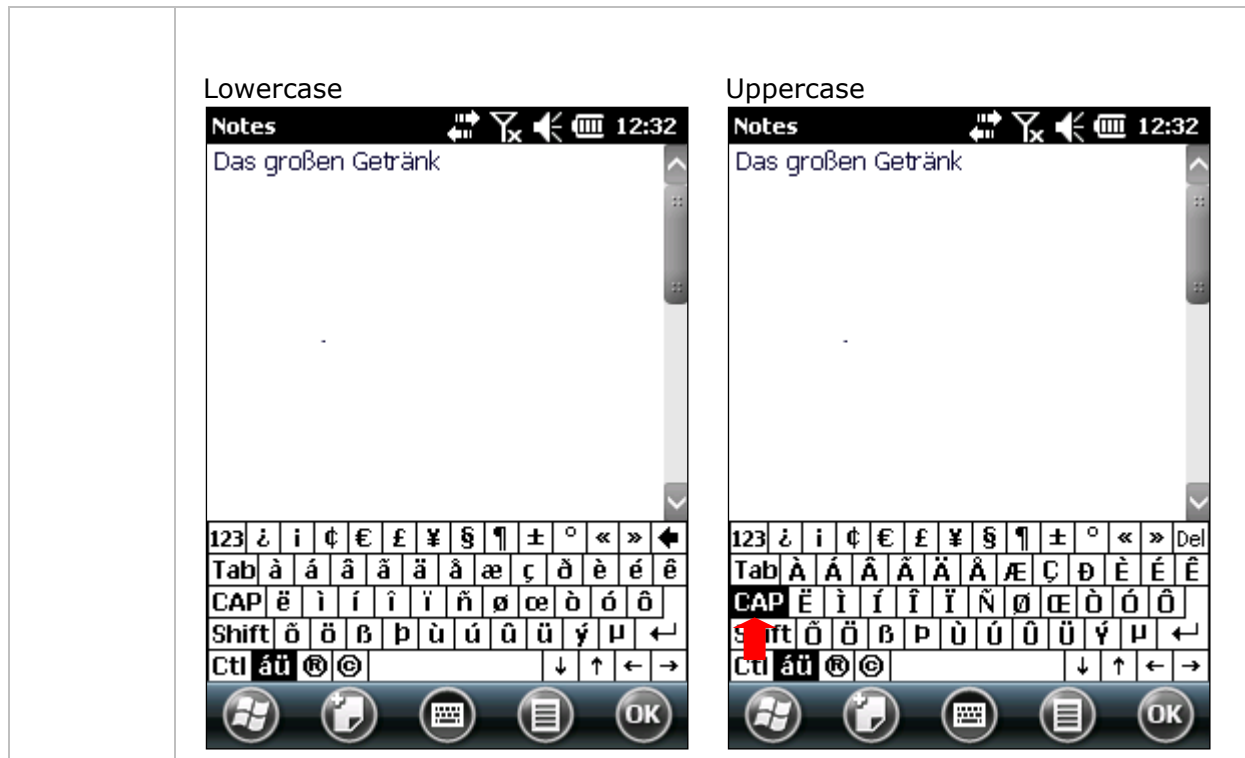 Lowercase
Notes 12:32
Das großen Getränk
123 ¿ ¡ ¢ € £ ¥ § ¶ ± ° « »
Tab à á â ã ä å æ ç ð è é ê
CAP ë ì í î ï ñ ø œ ò ó ô
Shift õ ö ß þ ù ú û ü ý µ
Ctl áü ® © ↓ ↑ ← →
OK
Uppercase
Notes 12:32
Das großen Getränk
123 ¿ ¡ ¢ € £ ¥ § ¶ ± ° « » Del
Tab À Á Â Ã Ä Å Æ Ç Đ È É Ê
CAP Ë Ì Í Î Ï Ñ Ø Œ Ò Ó Ô
Shift Õ Ö ß Þ Ù Ú Û Ü Ý µ
Ctl áü ® © ↓ ↑ ← →
OK